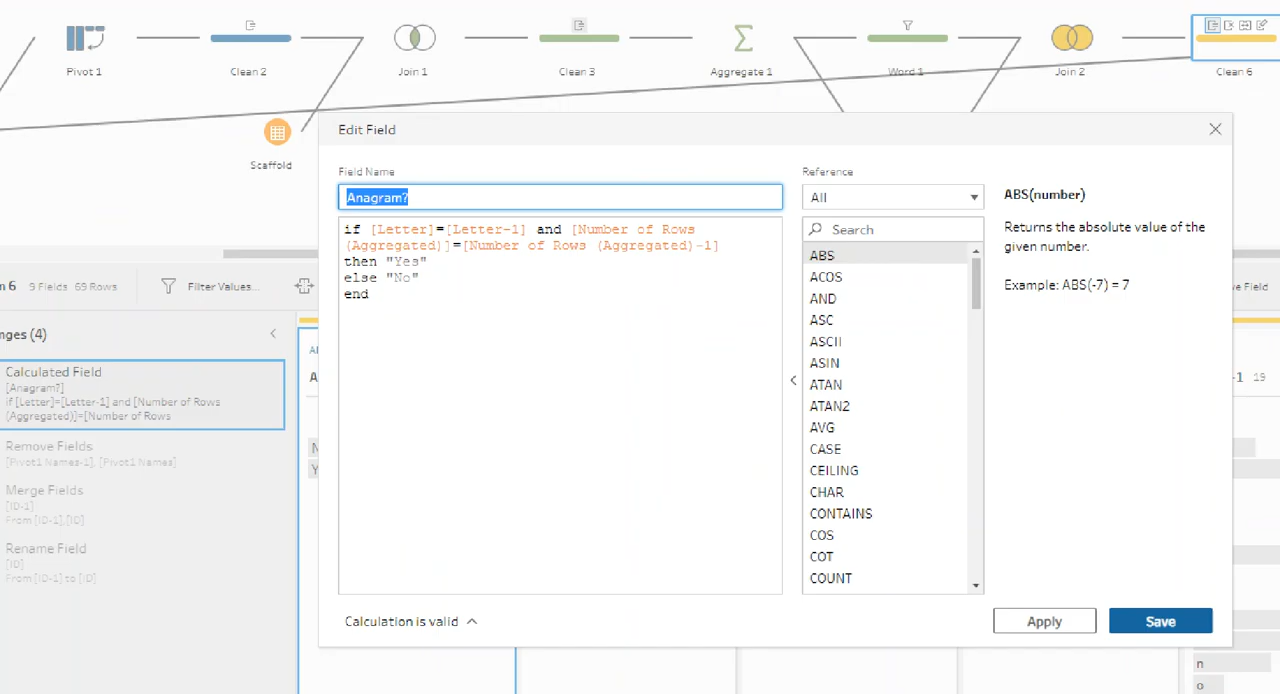 Pivot 1
Clean 2
Join 1
Clean 3
Aggregate 1
Word 1
Join 2
Clean 6
Scaffold
Edit Field
Field Name
Anagram?
if [Letter]=[Letter-1] and [Number of Rows
(Aggregated)]=[Number of Rows (Aggregated)-1]
then "Yes"
else "No"
end
Calculation is valid
Reference
All
Search
ABS
ACOS
AND
ASC
ASCII
ASIN
ATAN
ATAN2
AVG
CASE
CEILING
CHAR
CONTAINS
COS
COT
COUNT
ABS(number)
Returns the absolute value of the
given number.
Example: ABS(-7) = 7
Apply
Save
n 6 9 Fields 69 Rows
Filter Values...
ve Field
nges (4)
Calculated Field
[Anagram?]
if [Letter]=[Letter-1] and [Number of Rows
(Aggregated)]=[Number of Rows
Remove Fields
[Pivot1 Names-1], [Pivot1 Names]
Merge Fields
[ID-1]
From [ID-1],[ID]
Rename Field
[ID]
From [ID-1] to [ID]
A
N
Y
-1 19
n
o